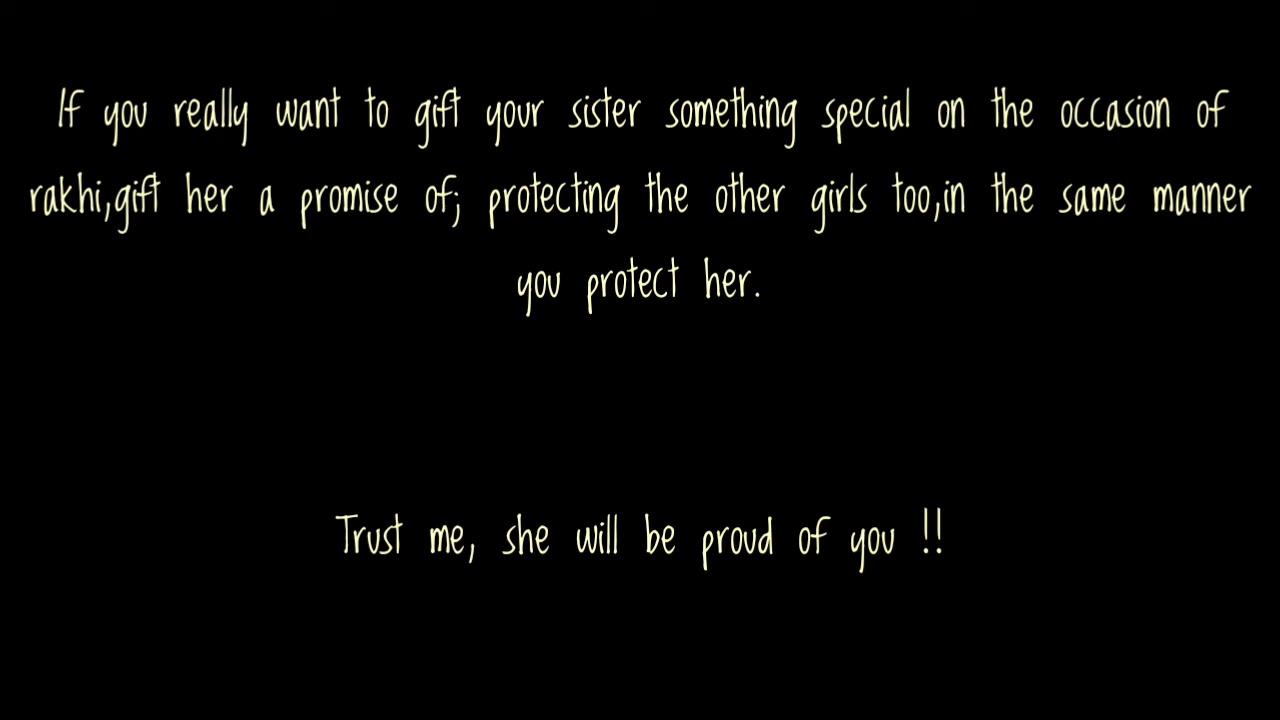 If you really want to gift your sister something special on the occasion of
rakhi,gift her a promise of; protecting the other girls too,in the same manner
you protect her.
Trust me, she will be proud of you !!